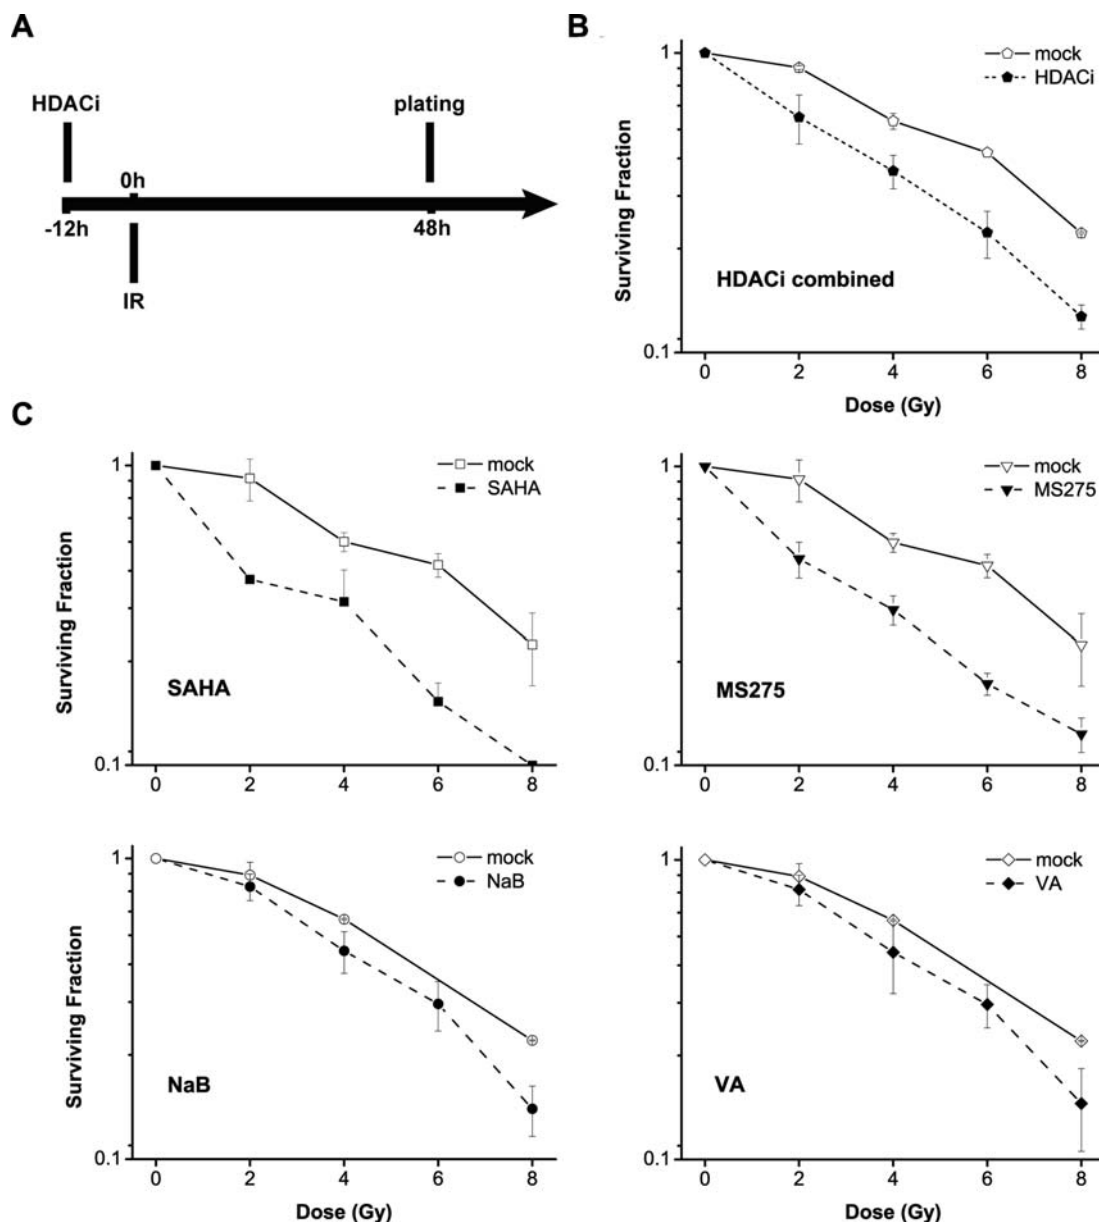 A
HDACi
plating
0h
-12h
48h
IR
B
mock
HDACi
1
Surviving Fraction
HDACi combined
0.1
0 2 4 6 8
Dose (Gy)
C
mock
SAHA
1
Surviving Fraction
SAHA
0.1
0 2 4 6 8
mock
MS275
1
MS275
0.1
0 2 4 6 8
mock
NaB
1
Surviving Fraction
NaB
0.1
0 2 4 6 8
Dose (Gy)
mock
VA
1
VA
0.1
0 2 4 6 8
Dose (Gy)